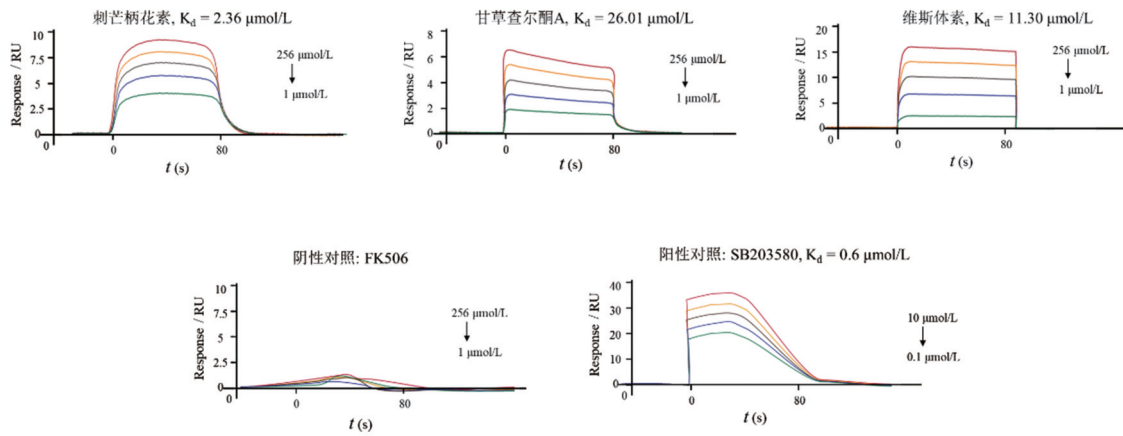 刺芒柄花素, Kd = 2.36 μmol/L
Response / RU
10
7.5
5
2.5
0
0
0
80
t (s)
256 μmol/L
1 μmol/L
甘草查尔酮A, Kd = 26.01 μmol/L
Response / RU
8
6
4
2
0
0
0
80
t (s)
256 μmol/L
1 μmol/L
维斯体素, Kd = 11.30 μmol/L
Response / RU
20
15
10
5
0
0
0
80
t (s)
256 μmol/L
1 μmol/L
阴性对照: FK506
Response / RU
10
7.5
5
2.5
0
0
0
80
t (s)
256 μmol/L
1 μmol/L
阳性对照: SB203580, Kd = 0.6 μmol/L
Response / RU
40
30
20
10
0
0
0
80
t (s)
10 μmol/L
0.1 μmol/L